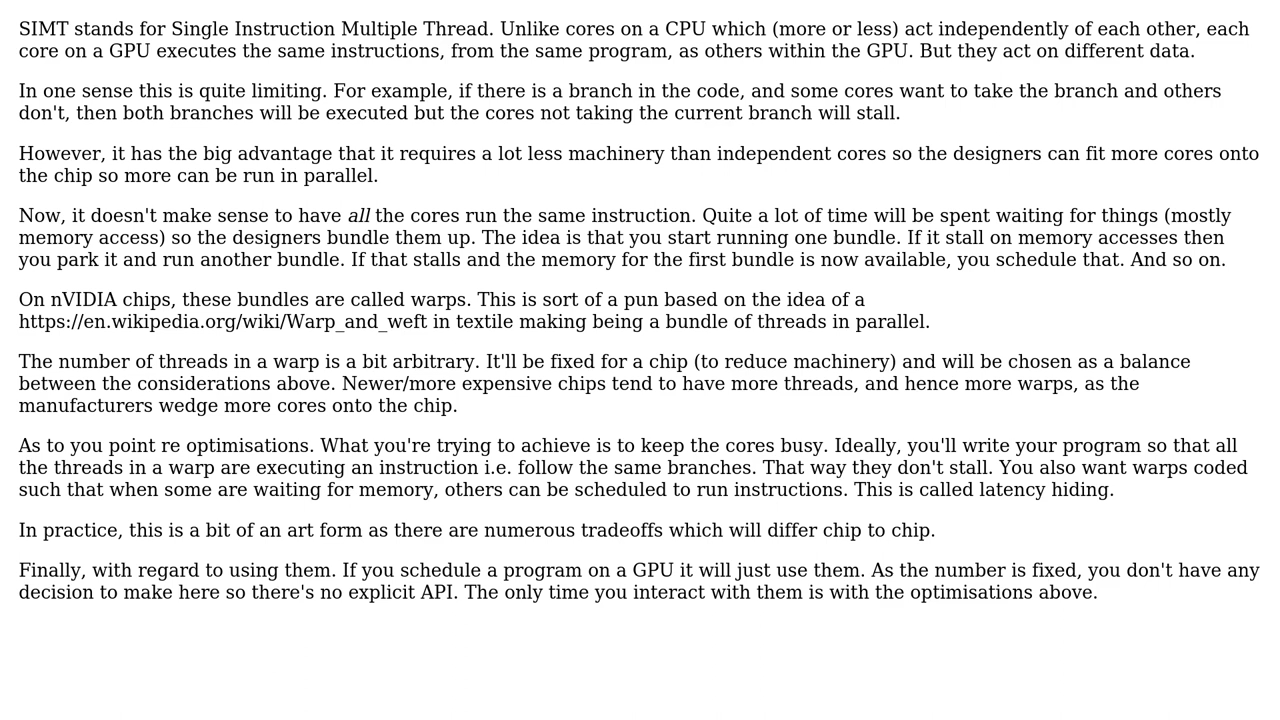 SIMT stands for Single Instruction Multiple Thread. Unlike cores on a CPU which (more or less) act independently of each other, each
core on a GPU executes the same instructions, from the same program, as others within the GPU. But they act on different data.
In one sense this is quite limiting. For example, if there is a branch in the code, and some cores want to take the branch and others
don't, then both branches will be executed but the cores not taking the current branch will stall.
However, it has the big advantage that it requires a lot less machinery than independent cores so the designers can fit more cores onto
the chip so more can be run in parallel.
Now, it doesn't make sense to have all the cores run the same instruction. Quite a lot of time will be spent waiting for things (mostly
memory access) so the designers bundle them up. The idea is that you start running one bundle. If it stall on memory accesses then
you park it and run another bundle. If that stalls and the memory for the first bundle is now available, you schedule that. And so on.
On nVIDIA chips, these bundles are called warps. This is sort of a pun based on the idea of a
https://en.wikipedia.org/wiki/Warp_and_weft in textile making being a bundle of threads in parallel.
The number of threads in a warp is a bit arbitrary. It'll be fixed for a chip (to reduce machinery) and will be chosen as a balance
between the considerations above. Newer/more expensive chips tend to have more threads, and hence more warps, as the
manufacturers wedge more cores onto the chip.
As to you point re optimisations. What you're trying to achieve is to keep the cores busy. Ideally, you'll write your program so that all
the threads in a warp are executing an instruction i.e. follow the same branches. That way they don't stall. You also want warps coded
such that when some are waiting for memory, others can be scheduled to run instructions. This is called latency hiding.
In practice, this is a bit of an art form as there are numerous tradeoffs which will differ chip to chip.
Finally, with regard to using them. If you schedule a program on a GPU it will just use them. As the number is fixed, you don't have any
decision to make here so there's no explicit API. The only time you interact with them is with the optimisations above.